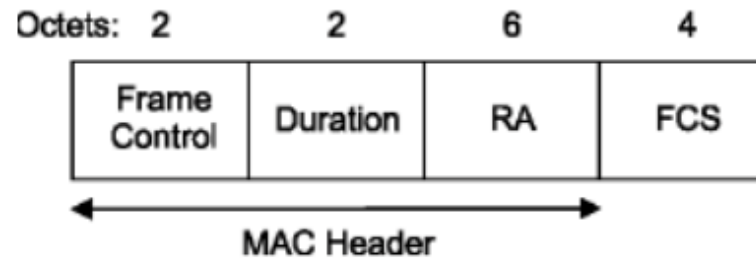 Octets: 2 2 6 4
Frame Control Duration RA FCS
MAC Header